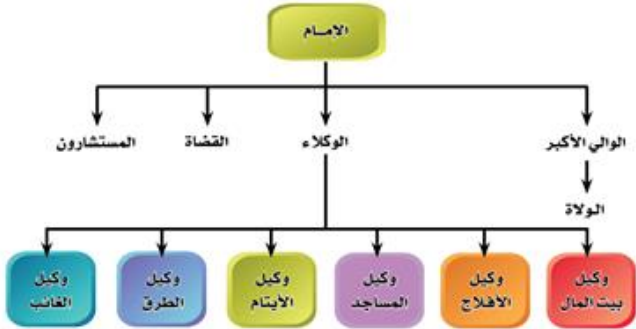 الإمام
الوالي الأكبر
الوكلاء
القضاة
المستشارون
الولاة
وكيل
بيت المال
وكيل
الأفلاج
وكيل
المساجد
وكيل
الأيتام
وكيل
الطرق
وكيل
الغائب